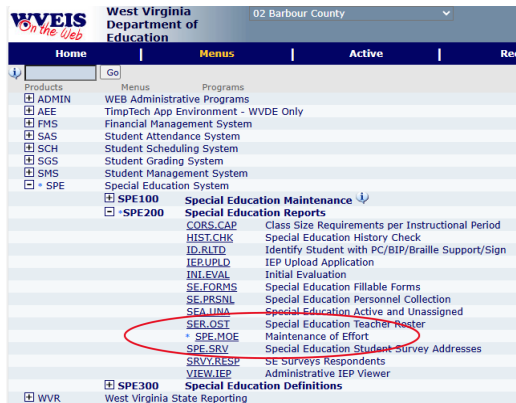 WVEIS
On the Web
West Virginia
Department of
Education
02 Barbour County
Home | Menus | Active | Rec
Go
Products Menus Programs
ADMIN WEB Administrative Programs
AEE TimpTech App Environment - WVDE Only
FMS Financial Management System
SAS Student Attendance System
SCH Student Scheduling System
SGS Student Grading System
SMS Student Management System
* SPE Special Education System
SPE100 Special Education Maintenance
*SPE200 Special Education Reports
CORS.CAP Class Size Requirements per Instructional Period
HIST.CHK Special Education History Check
ID.RLTD Identify Student with PC/BIP/Braille Support/Sign
IEP.UPLD IEP Upload Application
INI.EVAL Initial Evaluation
SE.FORMS Special Education Fillable Forms
SE.PRSNL Special Education Personnel Collection
SEA.UNA Special Education Active and Unassigned
SER.OST Special Education Teacher Roster
* SPE.MOE Maintenance of Effort
SPE.SRV Special Education Student Survey Addresses
SRVY.RESP SE Surveys Respondents
VIEW.IEP Administrative IEP Viewer
SPE300 Special Education Definitions
WVR West Virginia State Reporting